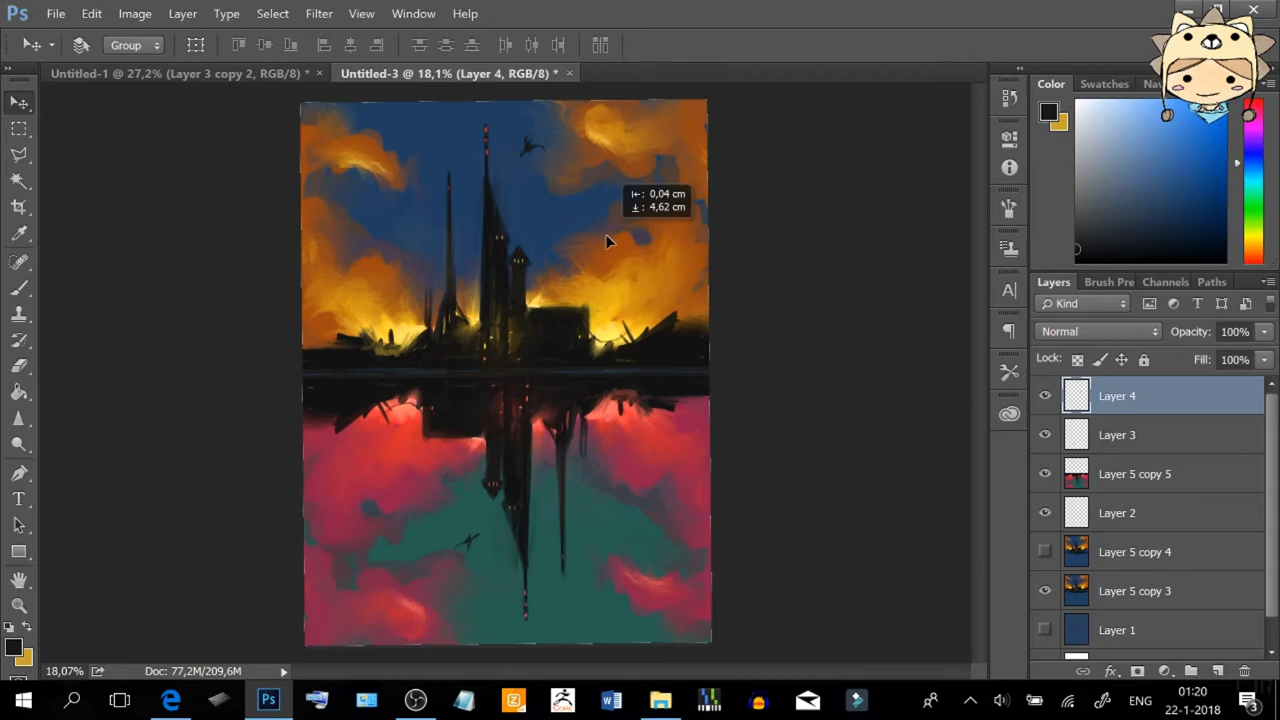 Ps File Edit Image Layer Type Select Filter View Window Help
Group
Untitled-1 @ 27,2% (Layer 3 copy 2, RGB/8) * × Untitled-3 @ 18,1% (Layer 4, RGB/8) * ×
Color Swatches
0,04 cm
4,62 cm
Layers Brush Pre Channels Paths
Kind
Normal Opacity: 100%
Lock: Fill: 100%
Layer 4
Layer 3
Layer 5 copy 5
Layer 2
Layer 5 copy 4
Layer 5 copy 3
Layer 1
18,07% Doc: 77,2M/209,6M
Ps ENG 01:20
22-1-2018 3